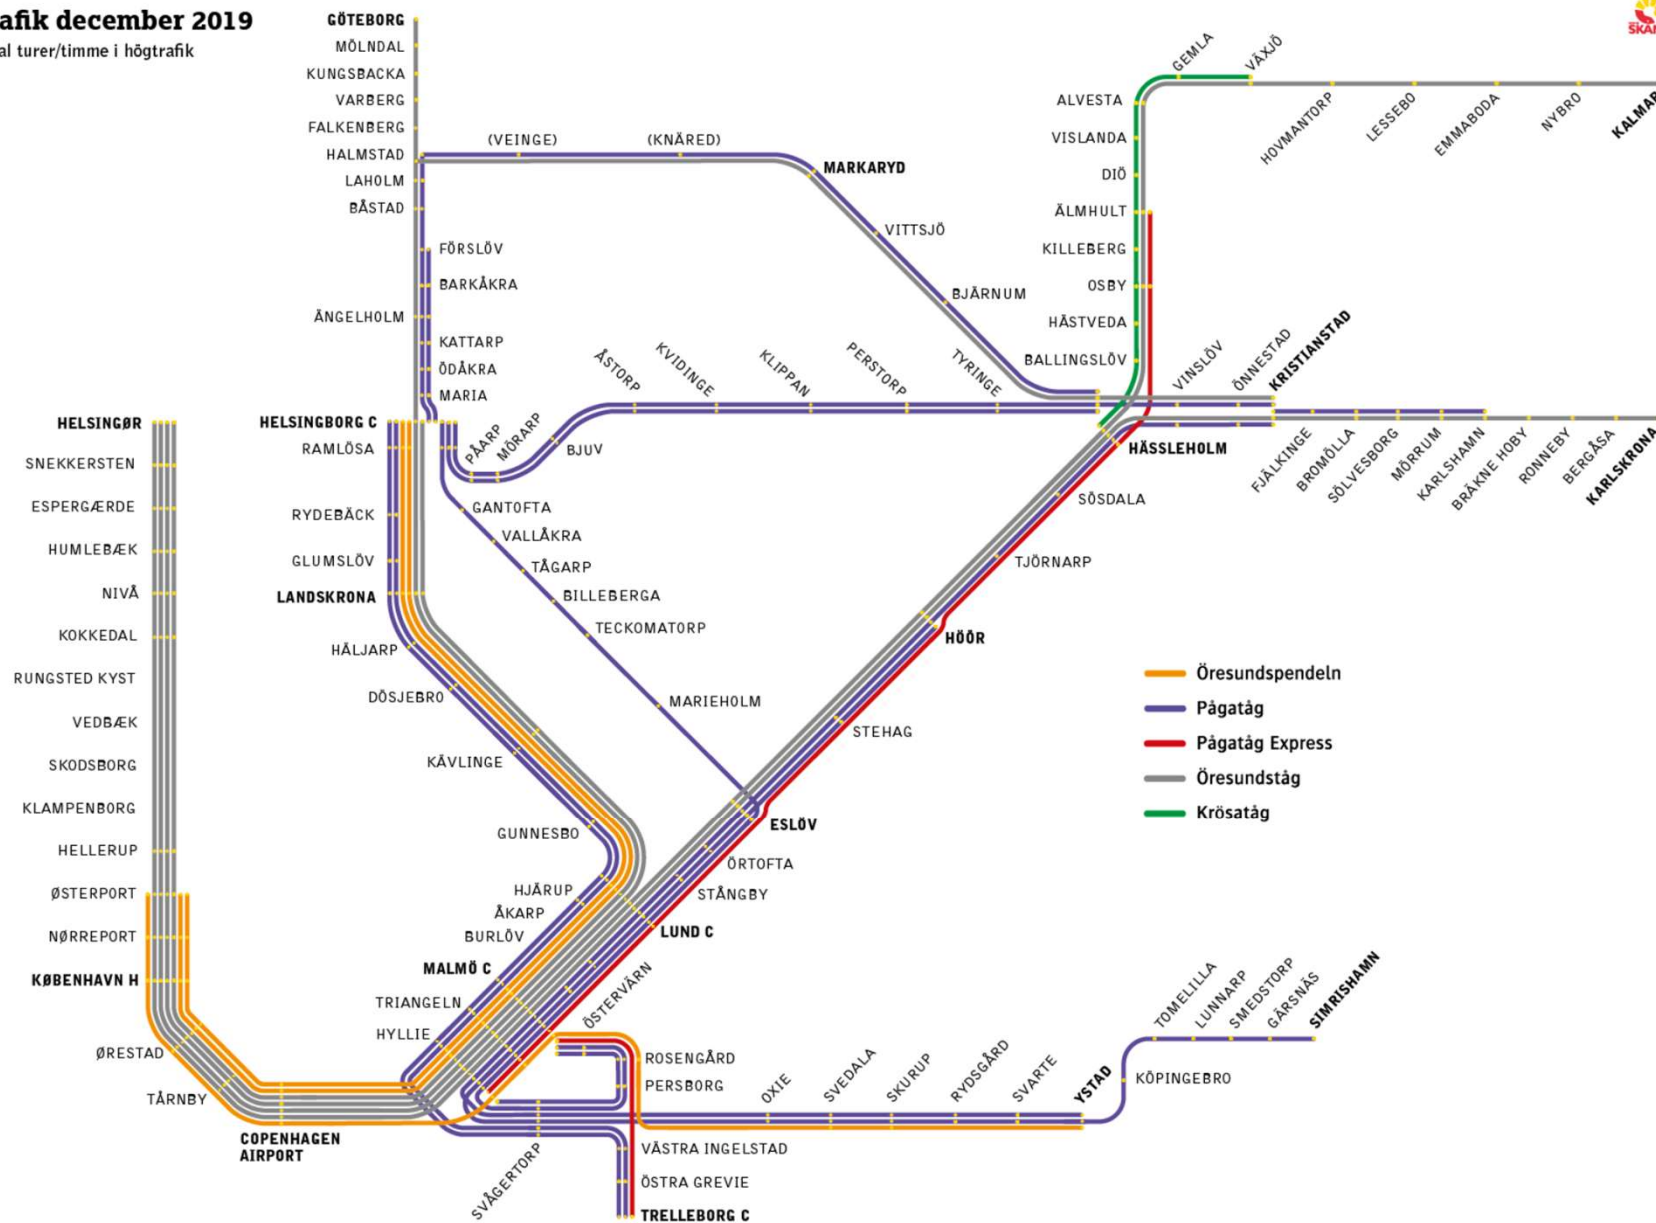 afik december 2019
al turer/timme i högtrafik
SKÅN
GÖTEBORG
MÖLNDAL
KUNGSBACKA
VARBERG
FALKENBERG
HALMSTAD
LAHOLM
BÅSTAD
FÖRSLÖV
BARKÅKRA
ÄNGELHOLM
KATTARP
ÖDÅKRA
MARIA
(VEINGE)
(KNÄRED)
MARKARYD
VITTSJÖ
BJÄRNUM
GEMLA
VÄXJÖ
HOVMANTORP
LESSEBO
EMMABODA
NYBRO
KALMAR
ALVESTA
VISLANDA
DIÖ
ÄLMHULT
KILLEBERG
OSBY
HÄSTVEDA
BALLINGSLÖV
VINSLÖV
ÖNNESTAD
KRISTIANSTAD
ÅSTORP
KVIDINGE
KLIPPAN
PERSTORP
TYRINGE
HELSINGØR
SNEKKERSTEN
ESPERGÆRDE
HUMLEBÆK
NIVÅ
KOKKEDAL
RUNGSTED KYST
VEDBÆK
SKODSBORG
KLAMPENBORG
HELLERUP
ØSTERPORT
NØRREPORT
KØBENHAVN H
ØRESTAD
TÅRNBY
COPENHAGEN
AIRPORT
HELSINGBORG C
RAMLÖSA
RYDEBÄCK
GLUMSLÖV
LANDSKRONA
HÄLJARP
DÖSJEBRO
KÄVLINGE
GUNNESBO
HJÄRUP
ÅKARP
BURLÖV
MALMÖ C
TRIANGELN
HYLLIE
PÅARP
MÖRARP
BJUV
GANTOFTA
VALLÅKRA
TÅGARP
BILLEBERGA
TECKOMATORP
MARIEHOLM
HÄSSLEHOLM
FJÄLKINGE
BROMÖLLA
SÖLVESBORG
MÖRRUM
KARLSHAMN
BRÄKNE HOBY
RONNEBY
BERGÅSA
KARLSKRONA
SÖSDALA
TJÖRNARP
HÖÖR
STEHAG
ESLÖV
ÖRTOFTA
STÅNGBY
LUND C
Öresundspendeln
Pågatåg
Pågatåg Express
Öresundståg
Krösatåg
ÖSTERVÄRN
ROSENGÅRD
PERSBORG
OXIE
SVEDALA
SKURUP
RYDSGÅRD
SVARTE
YSTAD
KÖPINGEBRO
TOMELILLA
LUNNARP
SMEDSTORP
GÄRSNÄS
SIMRISHAMN
SVÅGERTORP
VÄSTRA INGELSTAD
ÖSTRA GREVIE
TRELLEBORG C